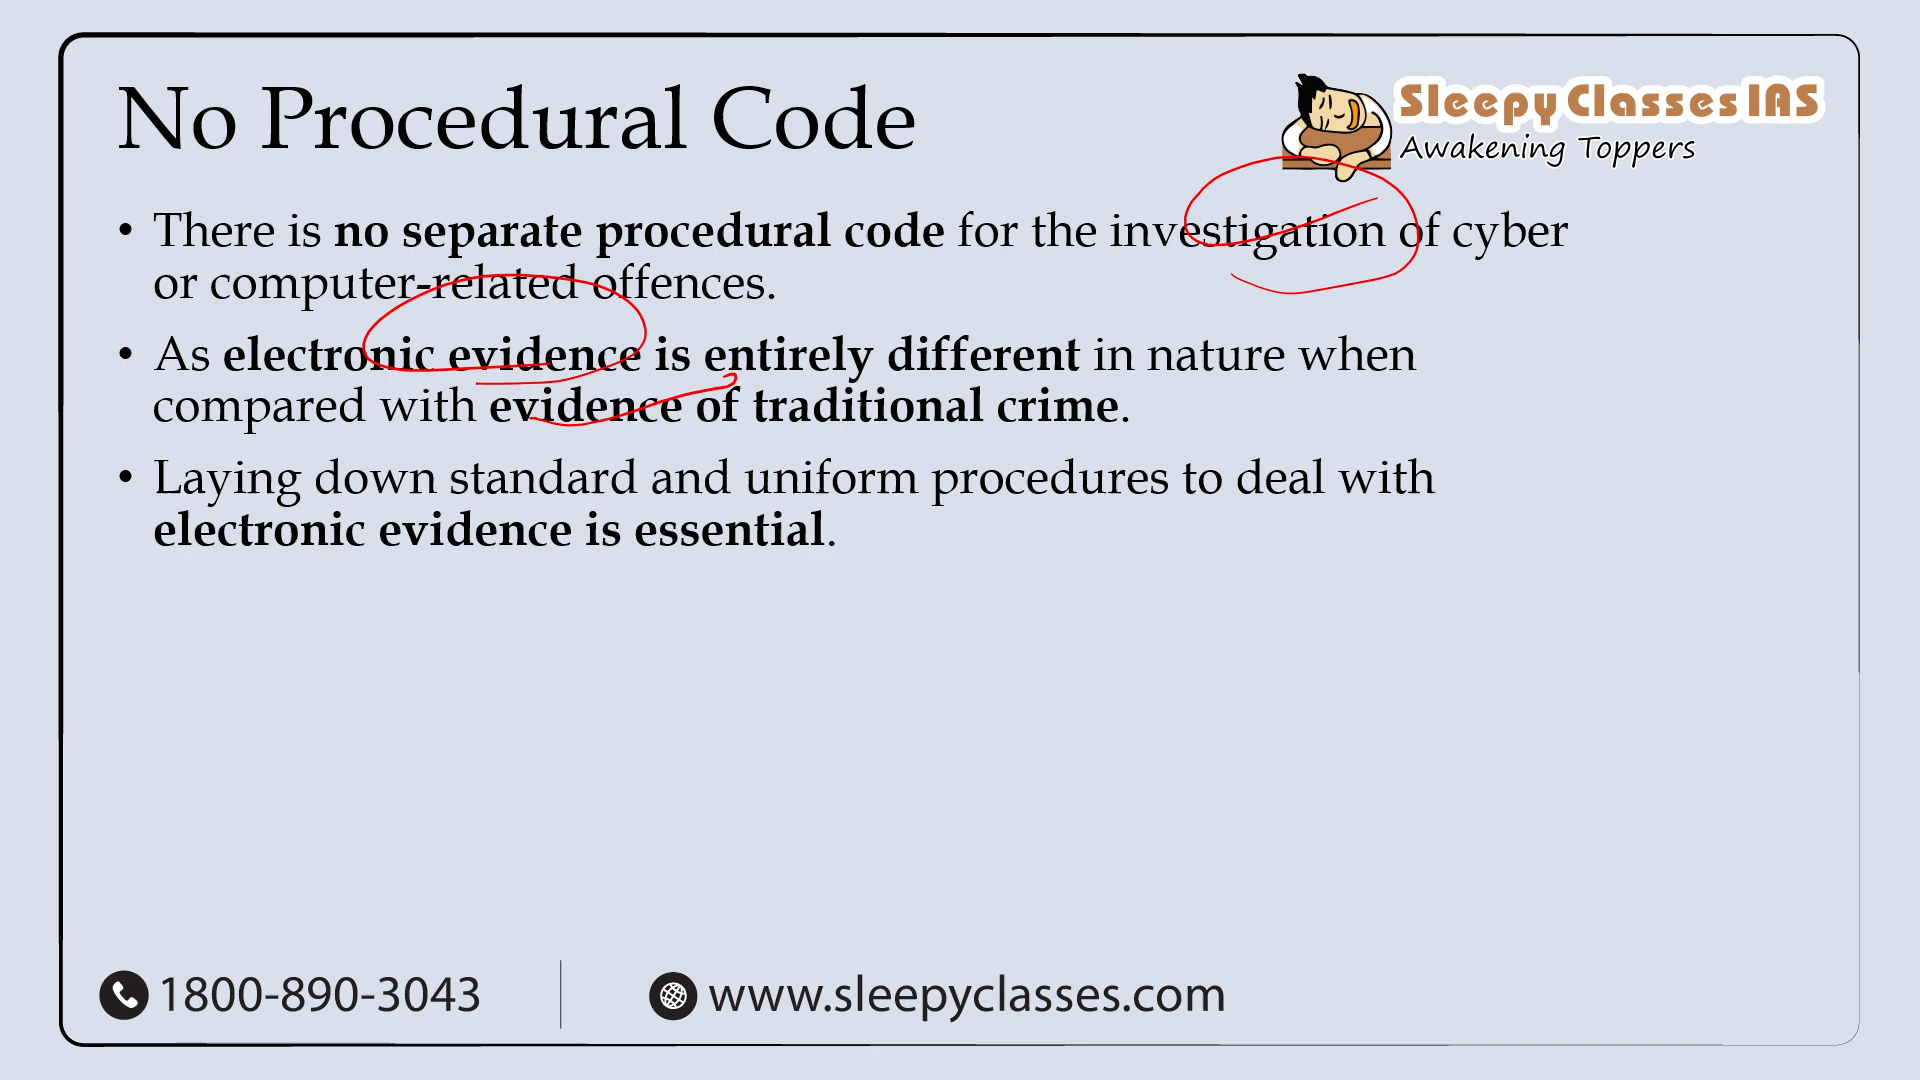 No Procedural Code
Sleepy Classes IAS
Awakening Toppers
• There is no separate procedural code for the investigation of cyber
or computer-related offences.
• As electronic evidence is entirely different in nature when
compared with evidence of traditional crime.
• Laying down standard and uniform procedures to deal with
electronic evidence is essential.
1800-890-3043
www.sleepyclasses.com